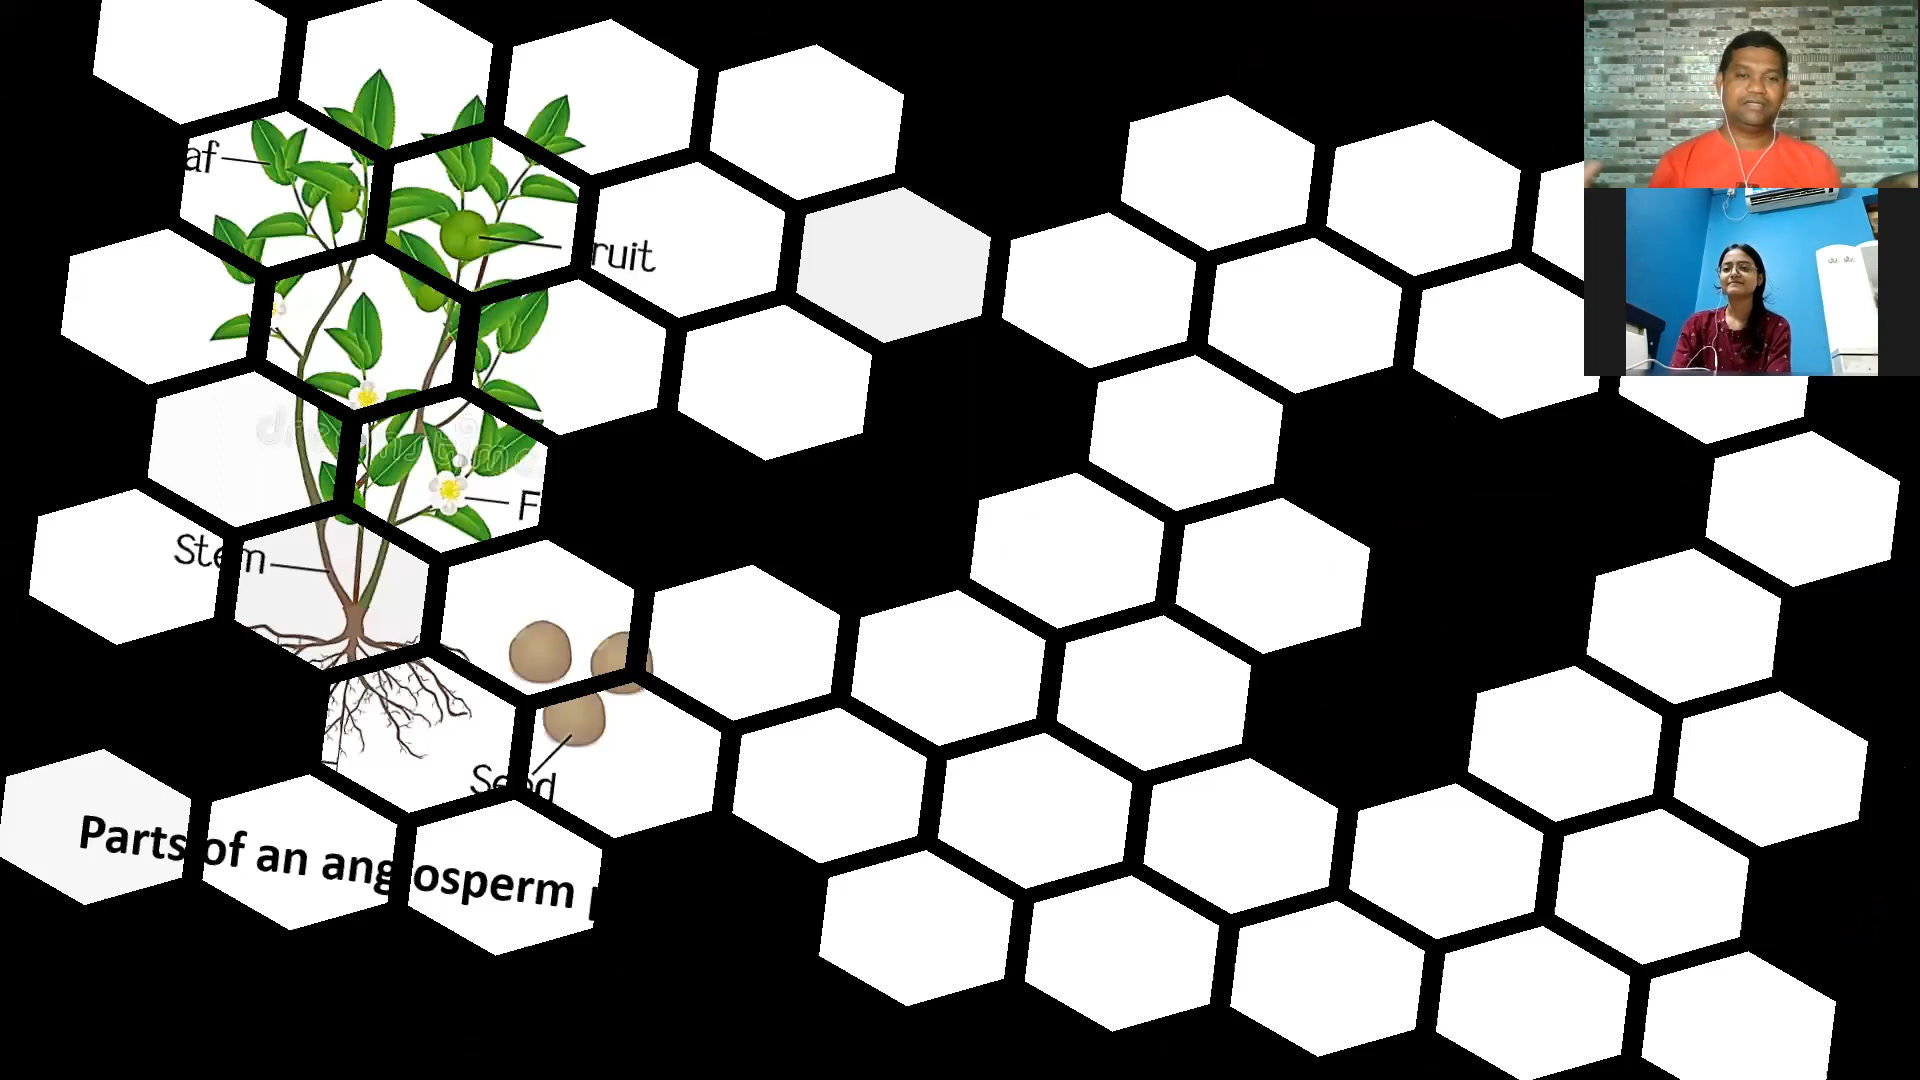 af
ruit
F
Stem
Seed
Parts of an angiosperm